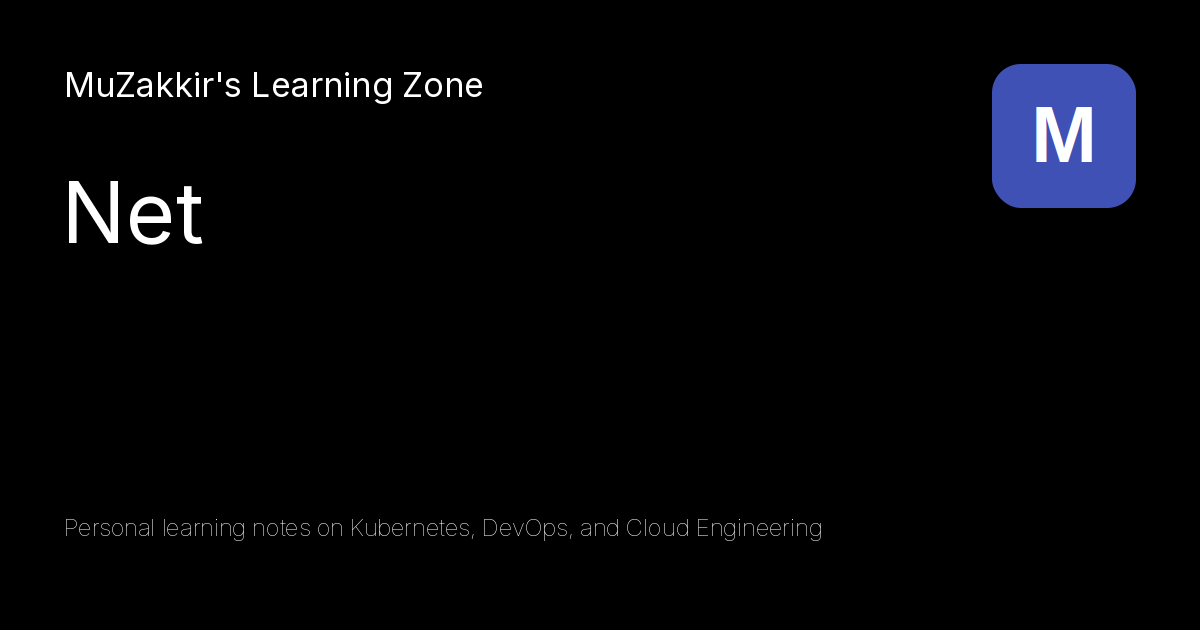 MuZakkir's Learning Zone
M
Net
Personal learning notes on Kubernetes, DevOps, and Cloud Engineering